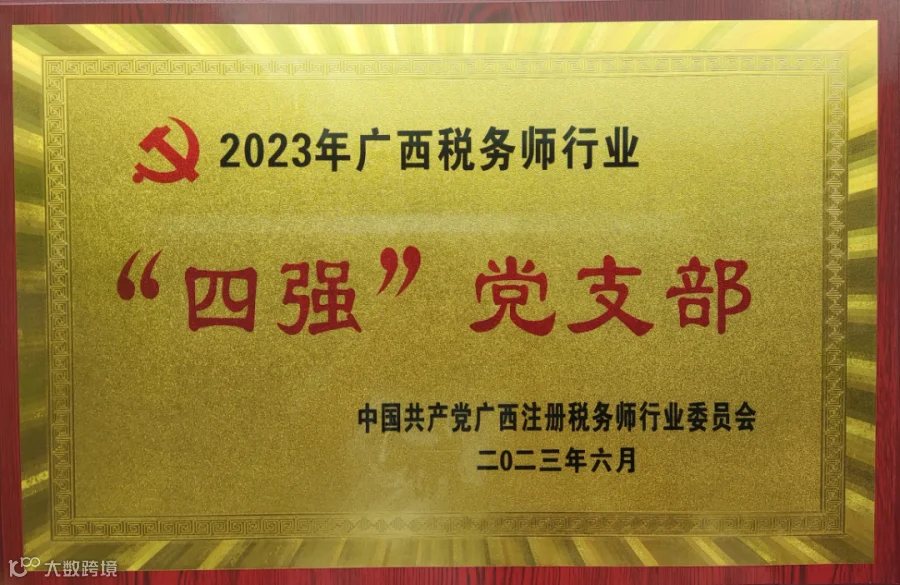 2023年广西税务师行业
“四强”党支部
中国共产党广西注册税务师行业委员会
二0二三年六月
大数跨境